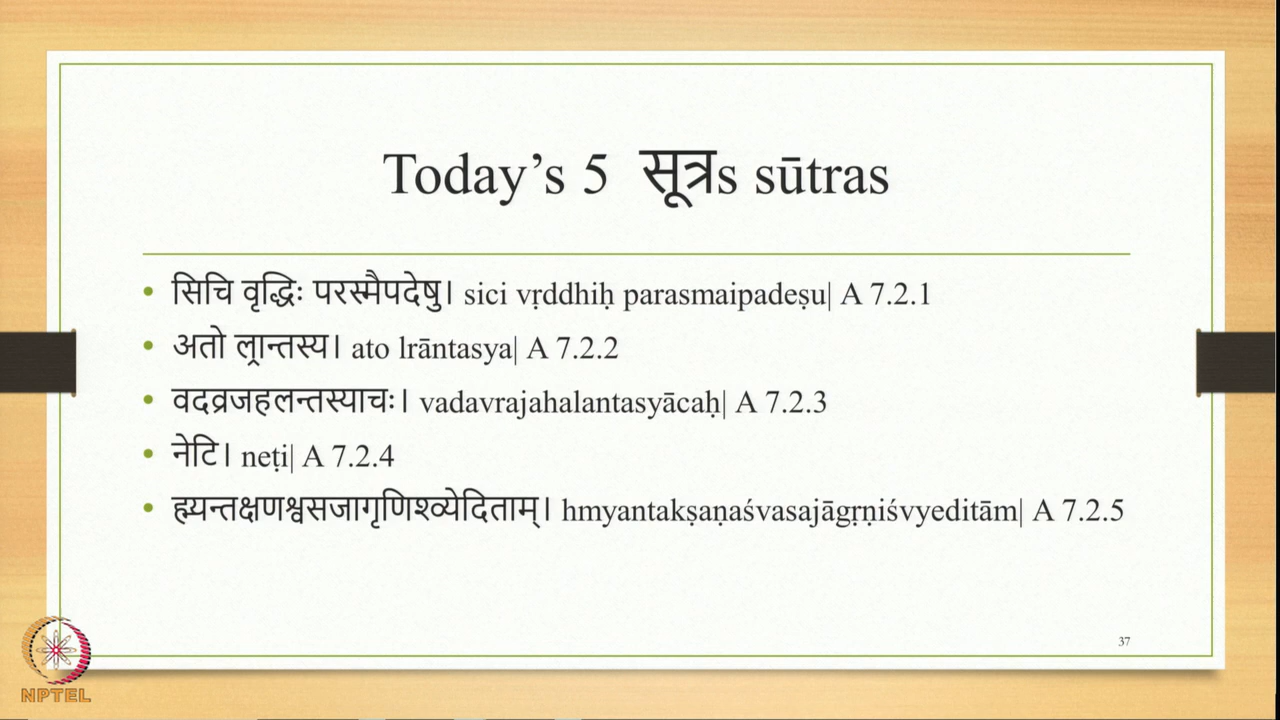 Today’s 5 सूत्रs sūtras
• सिचि वृद्धिः परस्मैपदेषु। sici vṛddhiḥ parasmaipadeṣu| A 7.2.1
• अतो ल्रान्तस्य। ato lrāntasya| A 7.2.2
• वदव्रजहलन्तस्याचः। vadavrajahalantasyācaḥ| A 7.2.3
• नेटि। neṭi| A 7.2.4
• ह्म्यन्तक्षणश्वसजागृणिश्व्येदिताम्। hmyantakṣaṇaśvasajāgṛṇiśvyeditām| A 7.2.5
37
NPTEL